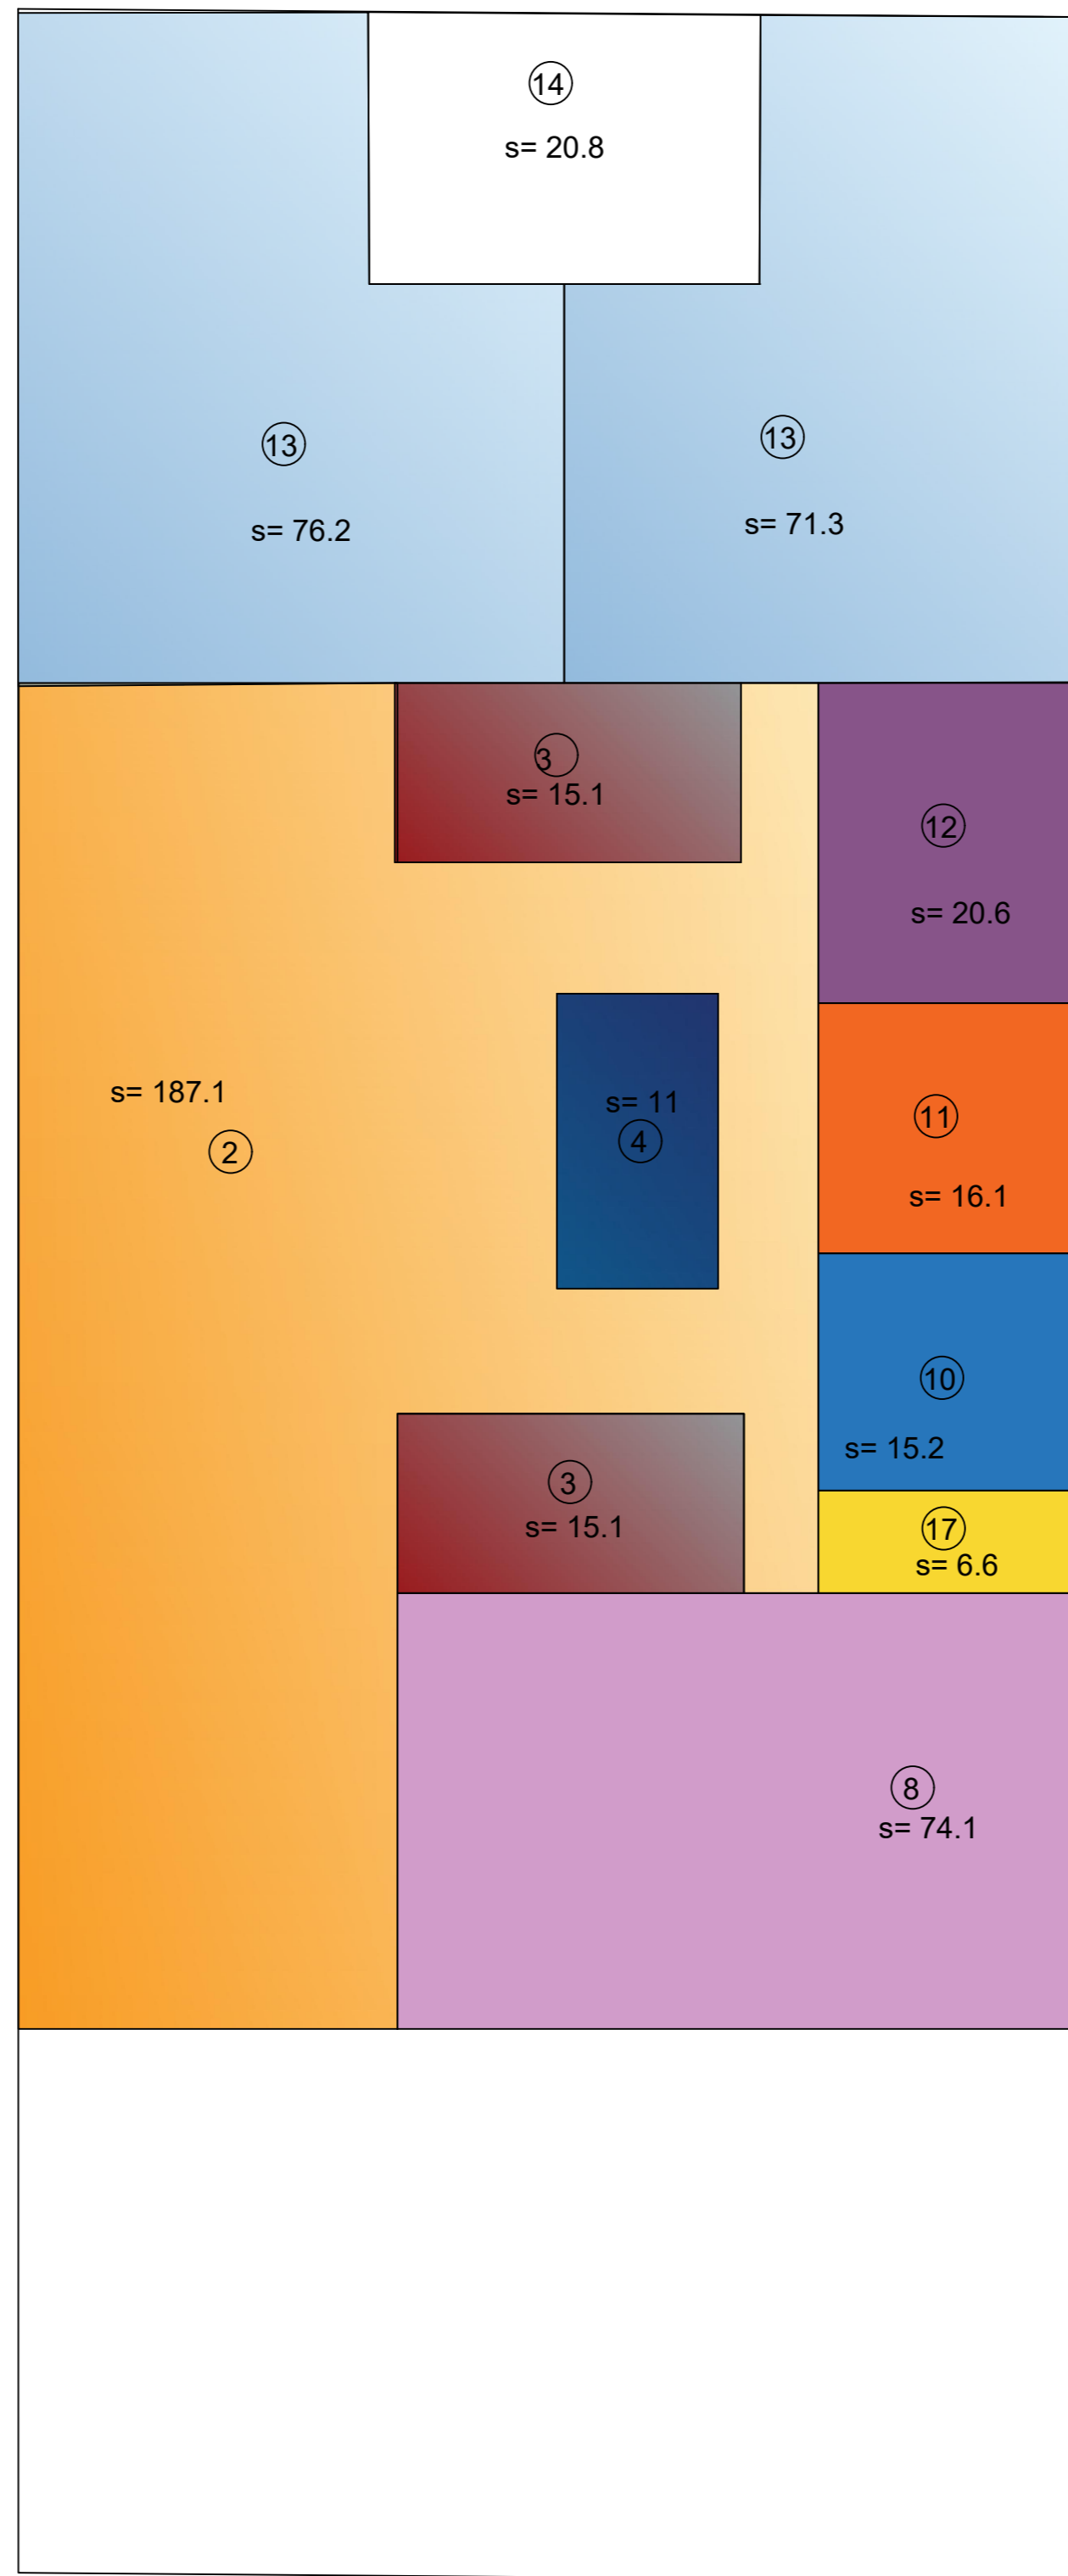 14
s= 20.8
13
s= 76.2
13
s= 71.3
3
s= 15.1
12
s= 20.6
s= 187.1
2
s= 11
4
11
s= 16.1
10
s= 15.2
3
s= 15.1
17
s= 6.6
8
s= 74.1